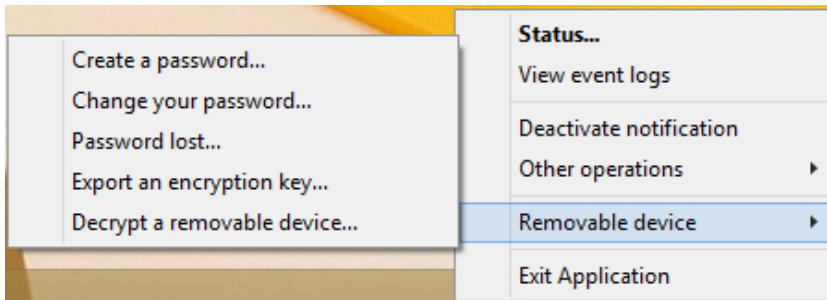 Status...
View event logs
Deactivate notification
Other operations
Removable device
Exit Application
Create a password...
Change your password...
Password lost...
Export an encryption key...
Decrypt a removable device...